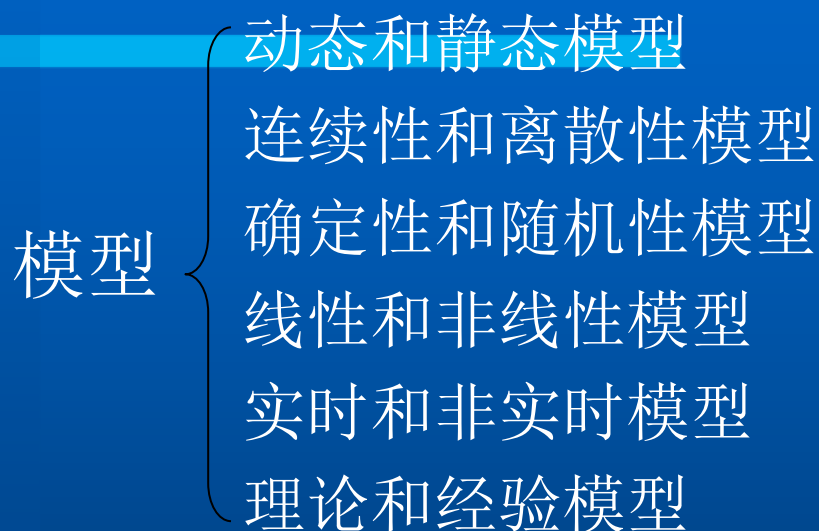 模型
动态和静态模型
连续性和离散性模型
确定性和随机性模型
线性和非线性模型
实时和非实时模型
理论和经验模型